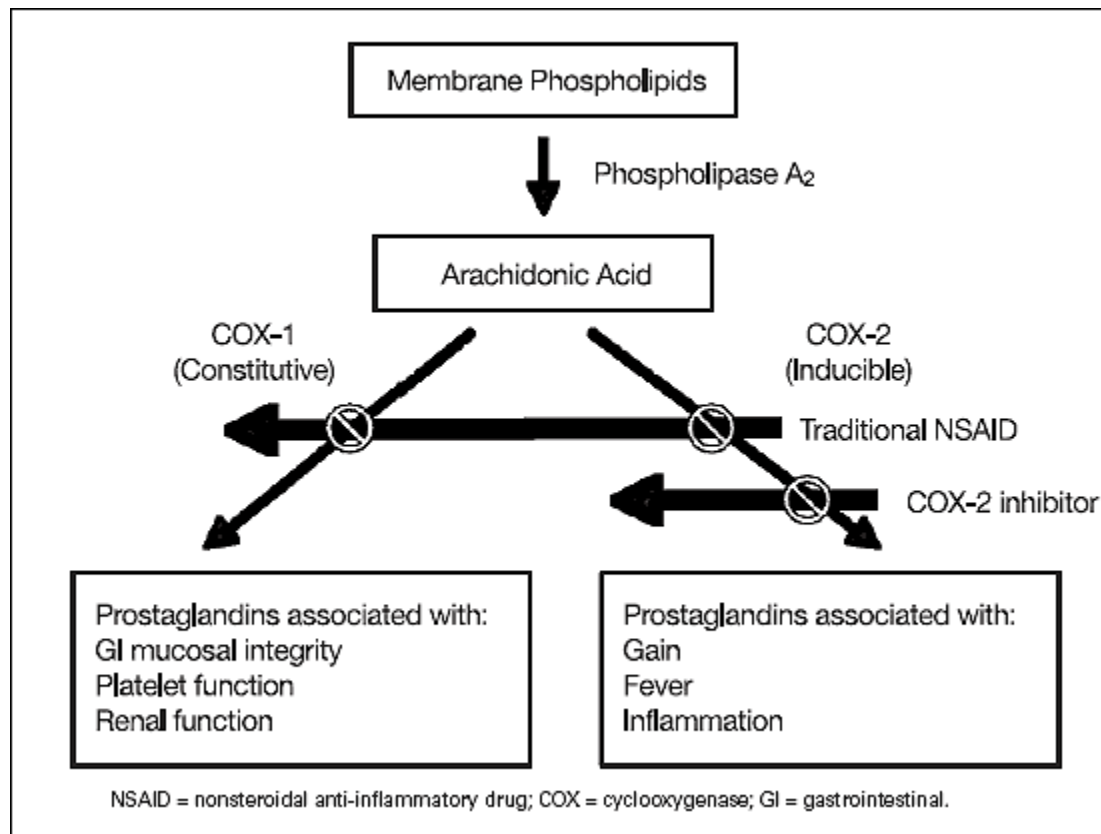 Membrane Phospholipids
Phospholipase A₂
Arachidonic Acid
COX-1
(Constitutive)
COX-2
(Inducible)
Traditional NSAID
COX-2 inhibitor
Prostaglandins associated with:
GI mucosal integrity
Platelet function
Renal function
Prostaglandins associated with:
Gain
Fever
Inflammation
NSAID = nonsteroidal anti-inflammatory drug; COX = cyclooxygenase; GI = gastrointestinal.